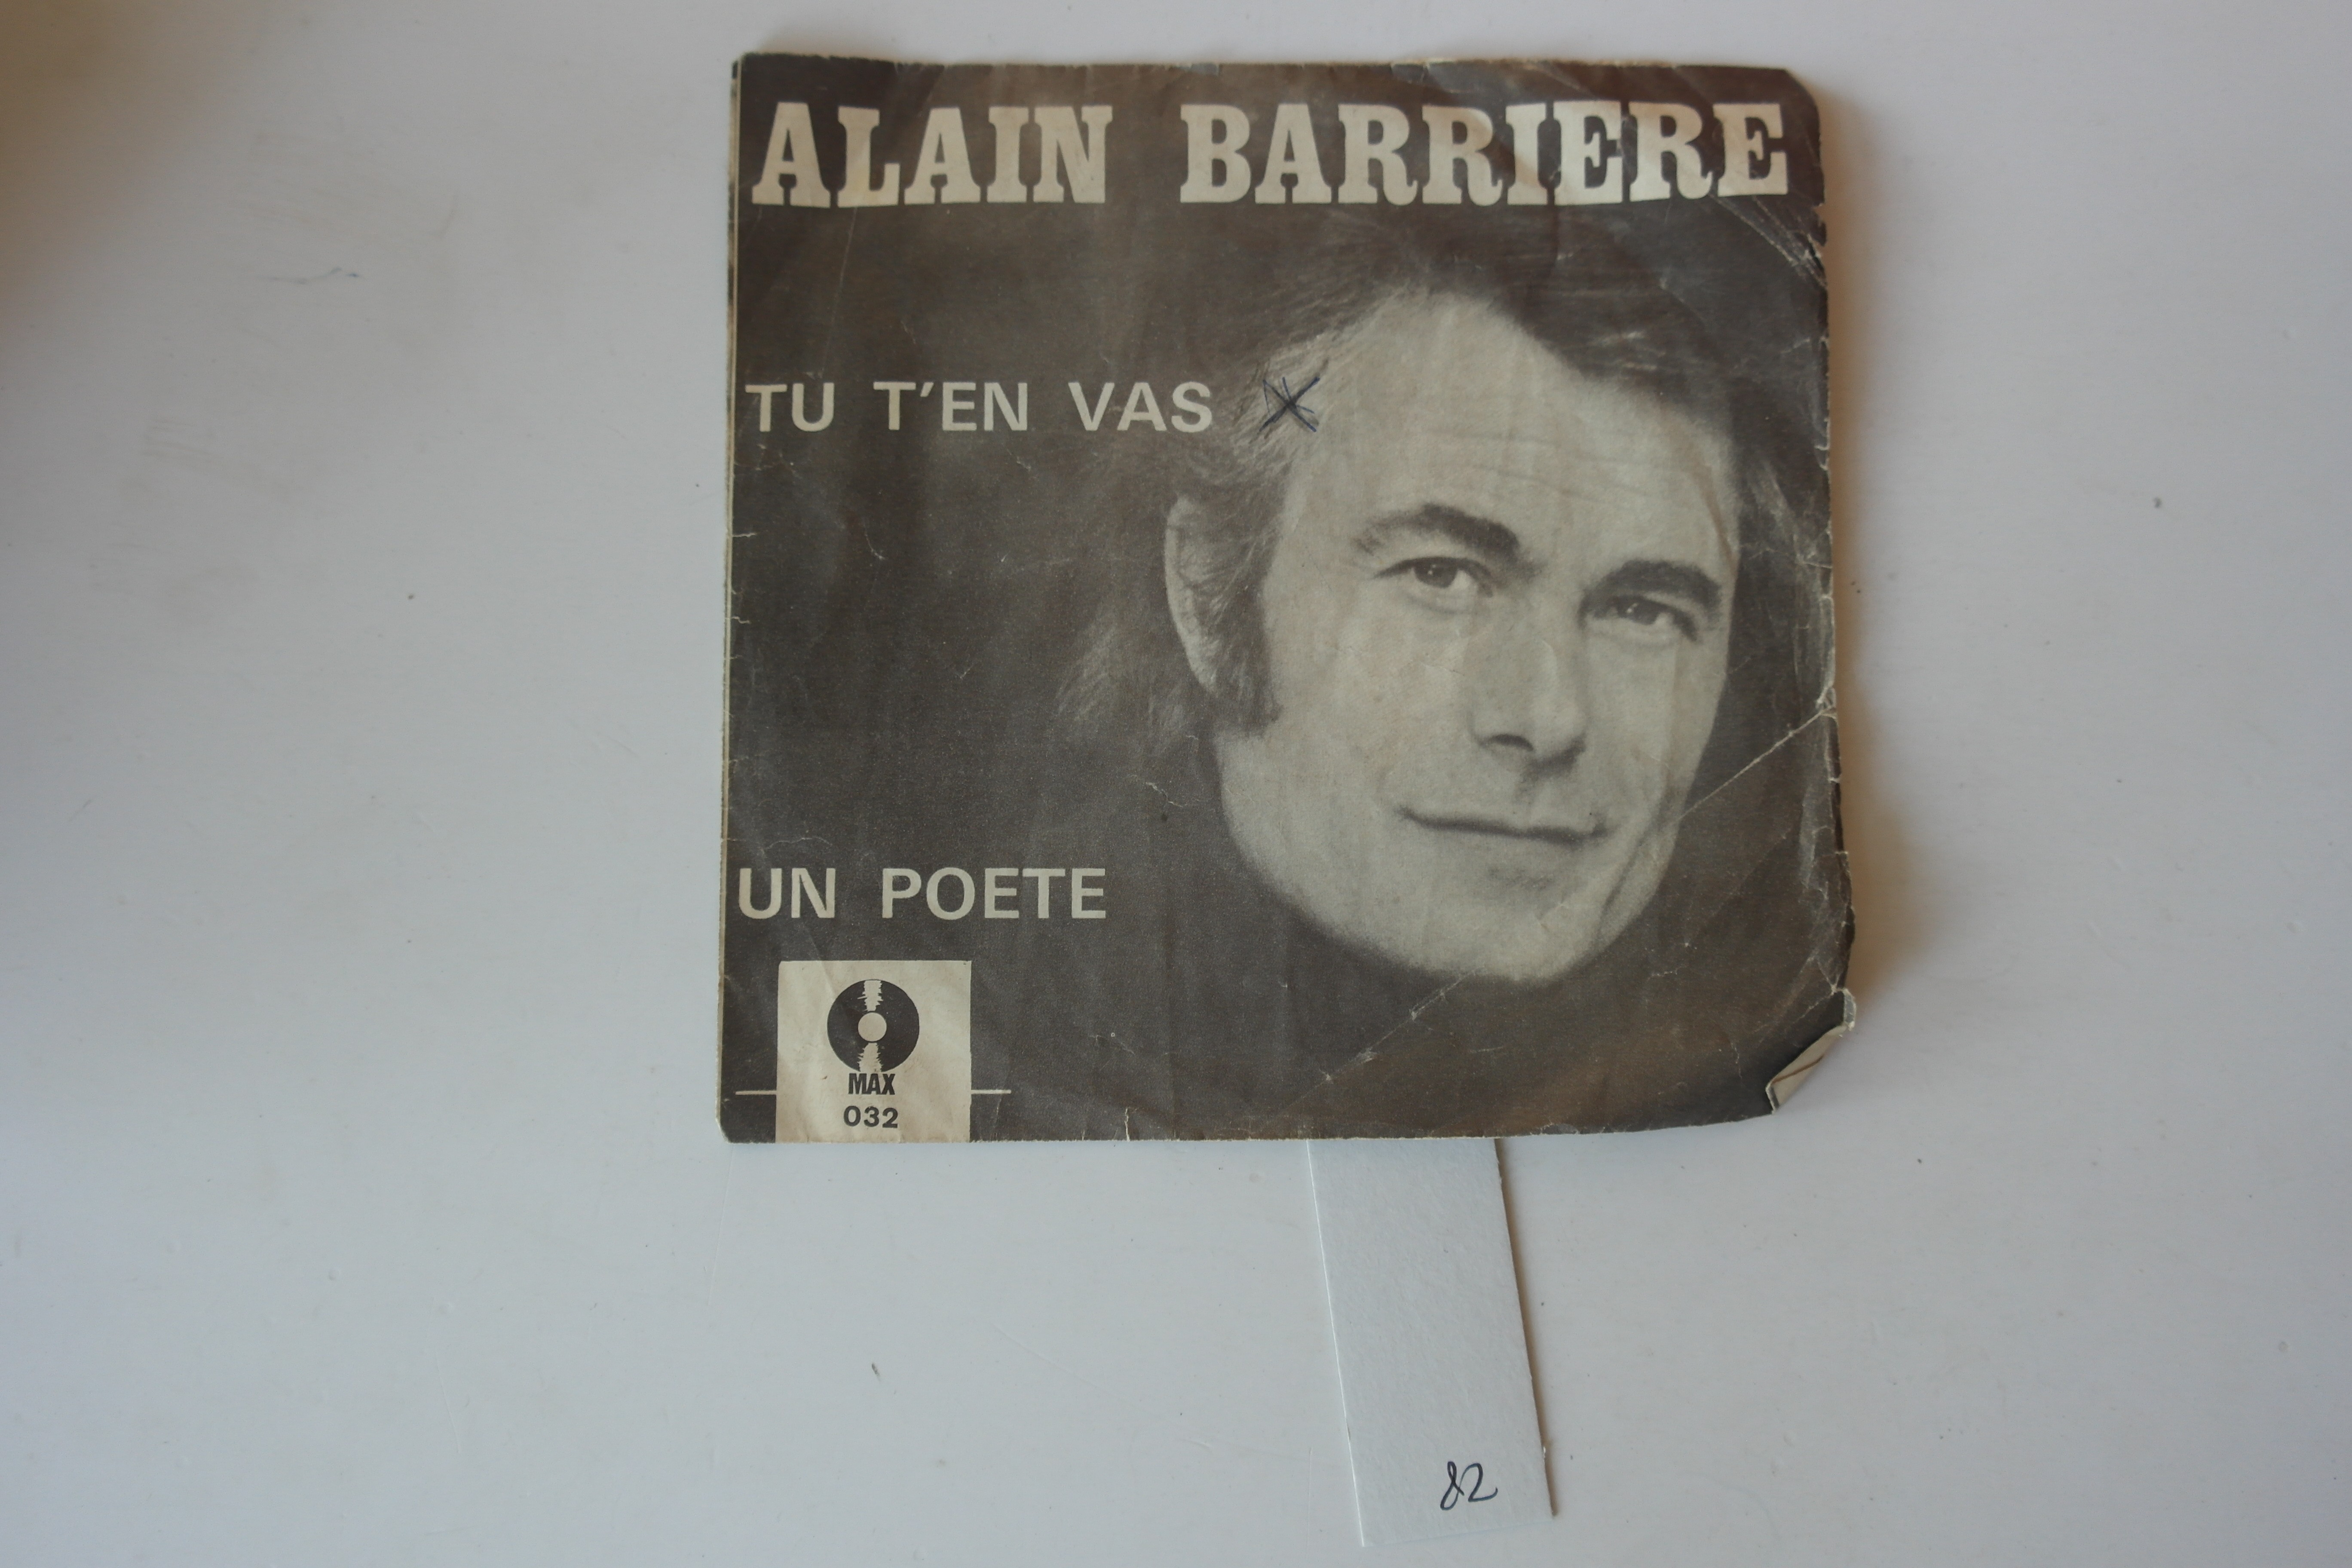 ALAIN BARRIERE
TU T'EN VAS
UN POETE
MAX
032
82